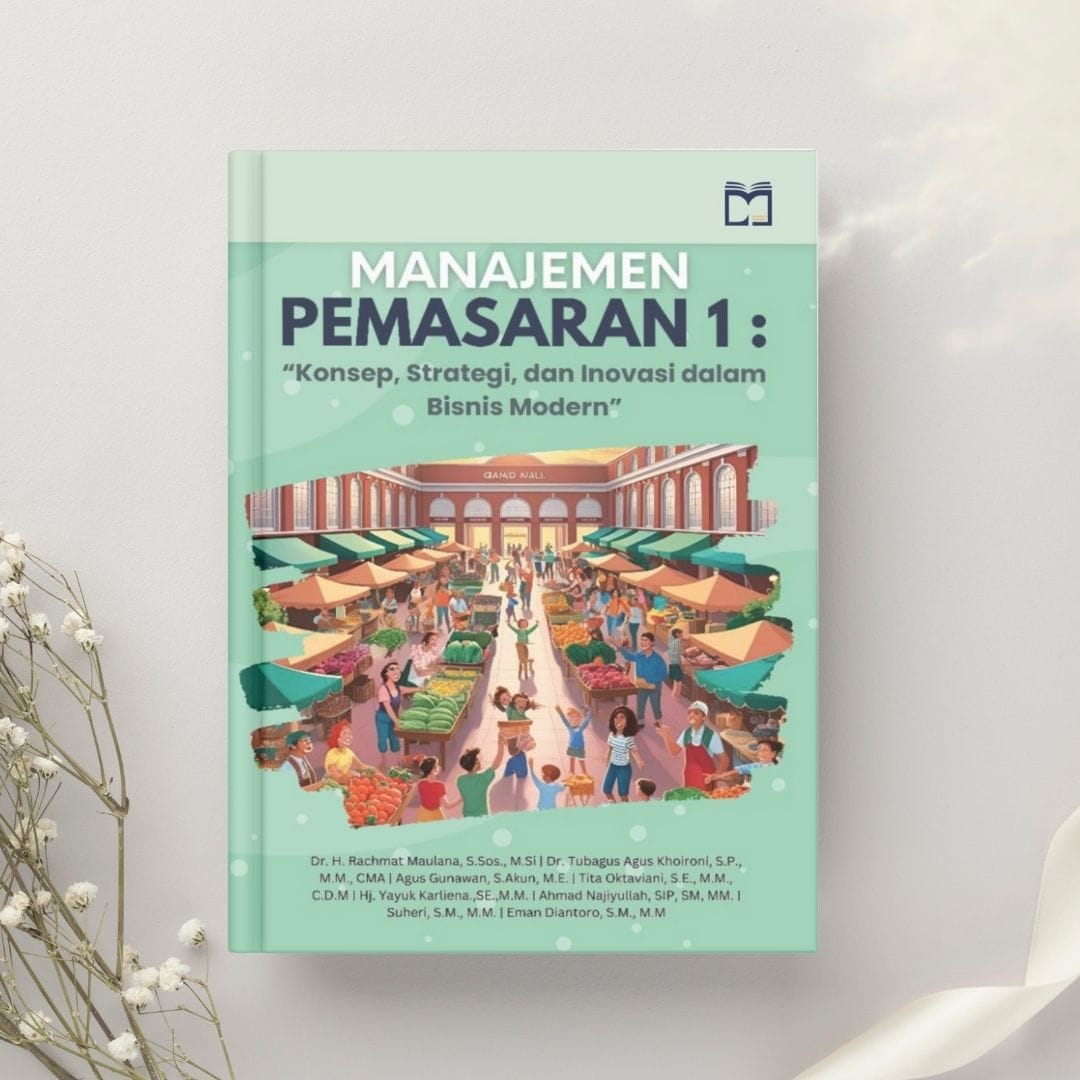 MANAJEMEN
PEMASARAN 1 :
“Konsep, Strategi, dan Inovasi dalam
Bisnis Modern”
MALL
Dr. H. Rachmat Maulana, S.Sos., M.Si | Dr. Tubagus Agus Khoironi, S.P.,
M.M., CMA | Agus Gunawan, S.Akun, M.E. | Tita Oktaviani, S.E., M.M.,
C.D.M | Hj. Yayuk Karliena.,SE.,M.M. | Ahmad Najiyullah, SIP, SM, MM. |
Suheri, S.M., M.M. | Eman Diantoro, S.M., M.M